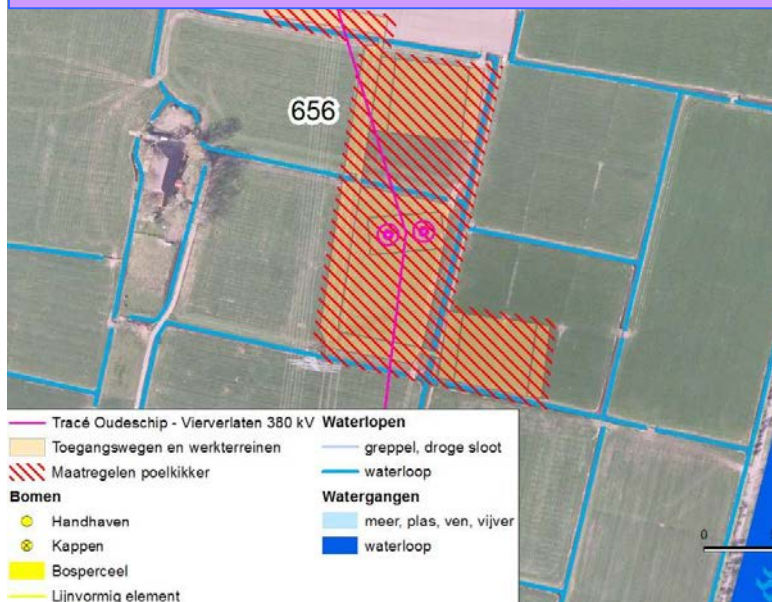 656
Tracé Oudeschip - Vierverlaten 380 kV
Toegangswegen en werkterreinen
Maatregelen poelkikker
Bomen
Handhaven
Kappen
Bosperceel
Lijnvormig element
Waterlopen
greppel, droge sloot
waterloop
Watergangen
meer, plas, ven, vijver
waterloop
0